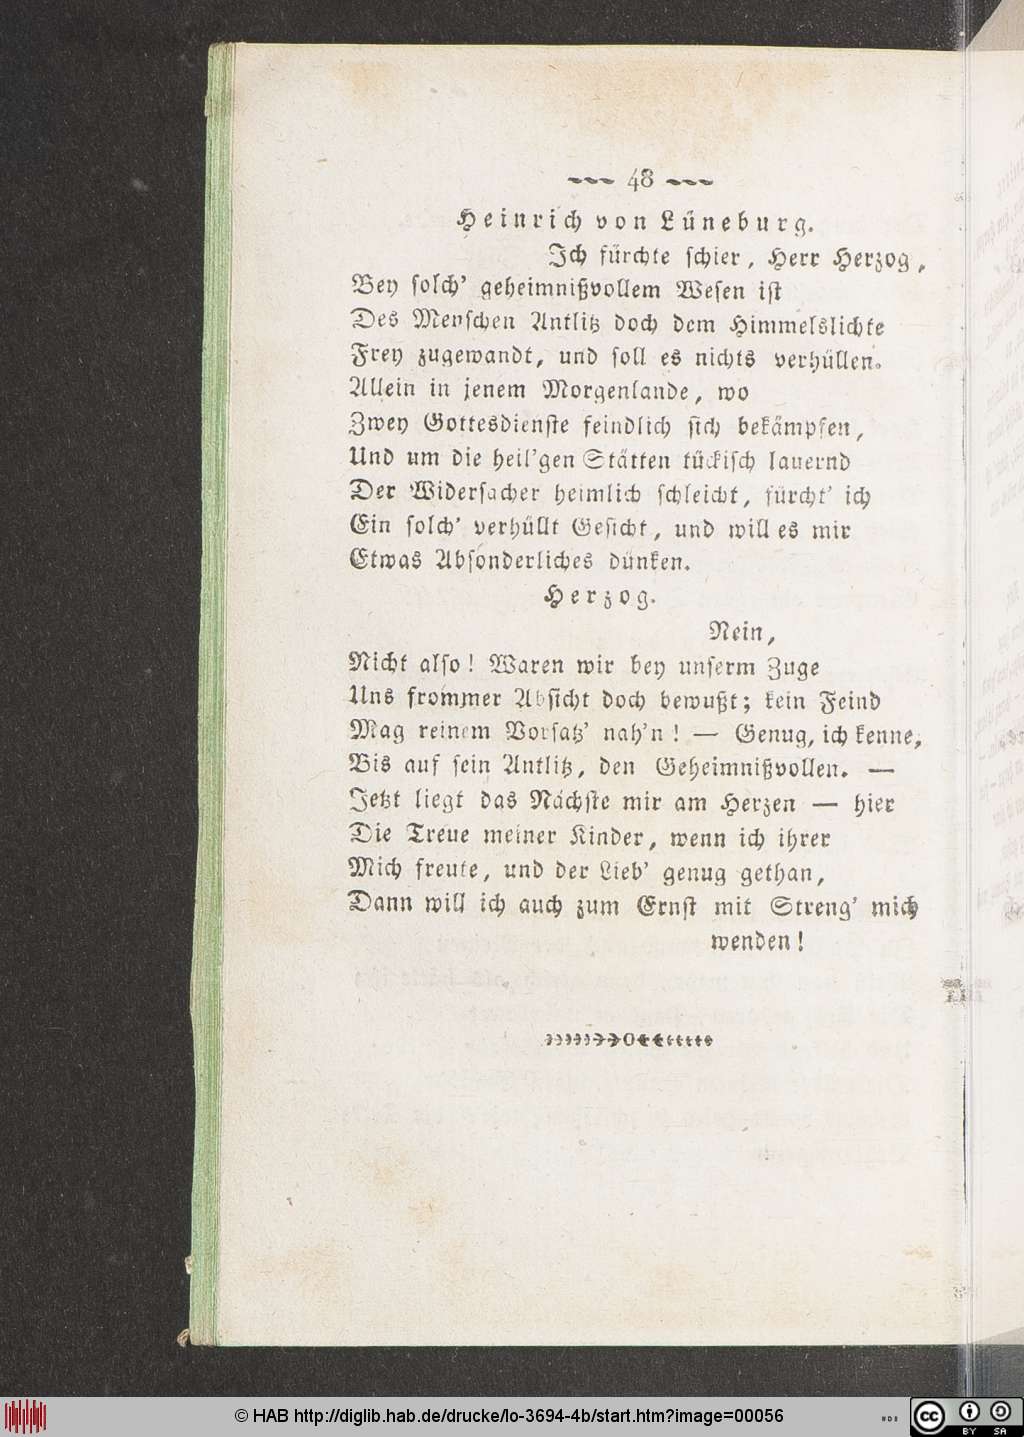 48
Heinrich von Lüneburg.
Ich fürchte schier, Herr Herzog,
Bey solch' geheimnißvollem Wesen ist
Des Menschen Antlitz doch dem Himmelslichte
Frey zugewandt, und soll es nichts verhüllen.
Allein in jenem Morgenlande, wo
Zwey Gottesdienste feindlich sich bekämpfen,
Und um die heil'gen Stätten tückisch lauernd
Der Widersacher heimlich schleicht, fürcht' ich
Ein solch' verhüllt Gesicht, und will es mir
Etwas Absonderliches dünken.
Herzog.
Nein,
Nicht also! Waren wir bey unserm Zuge
Uns frommer Absicht doch bewußt; kein Feind
Mag reinem Vorsatz' nah'n! — Genug, ich kenne,
Bis auf sein Antlitz, den Geheimnißvollen. —
Jetzt liegt das Nächste mir am Herzen — hier
Die Treue meiner Kinder, wenn ich ihrer
Mich freute, und der Lieb' genug gethan,
Dann will ich auch zum Ernst mit Streng' mich
wenden!
© HAB http://diglib.hab.de/drucke/lo-3694-4b/start.htm?image=00056
cc BY SA